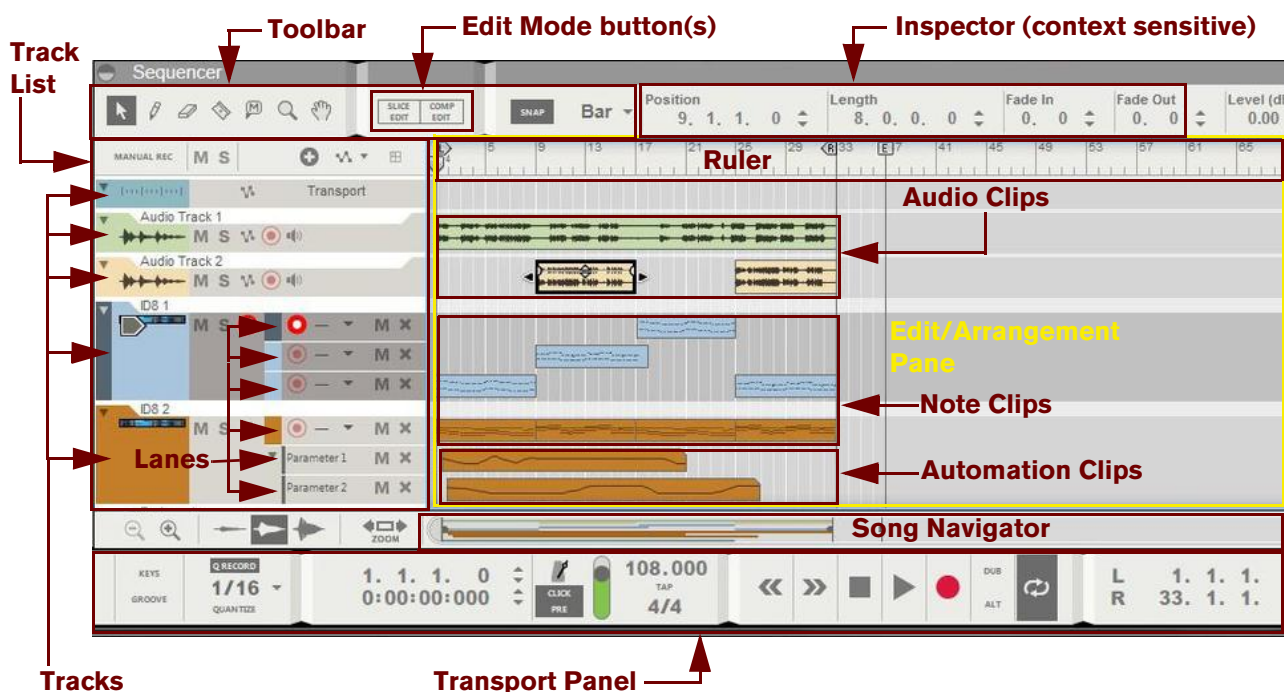 Toolbar
Edit Mode button(s)
Inspector (context sensitive)
Track
List
Sequencer
M
SLICE EDIT
COMP EDIT
SNAP
Bar
Position
9. 1. 1. 0
Length
8. 0. 0. 0
Fade In
0. 0
Fade Out
0. 0
Level (d
0.00
MANUAL REC
M S
5 9 13 17 21 25 29 R 33 E 37 41 45 49 53 57 61 65
Ruler
Transport
Audio Clips
Audio Track 1
M S
Audio Track 2
M S
ID8 1
M S
M
M
M
Edit/Arrangement
Pane
Note Clips
ID8 2
M S
M
Lanes
Parameter 1
M
Parameter 2
M
Automation Clips
ZOOM
Song Navigator
KEYS
GROOVE
Q RECORD
1/16
QUANTIZE
1. 1. 1. 0
0:00:00:000
CLICK
PRE
108.000
TAP
4/4
DUB
ALT
L 1. 1. 1.
R 33. 1. 1.
Tracks
Transport Panel